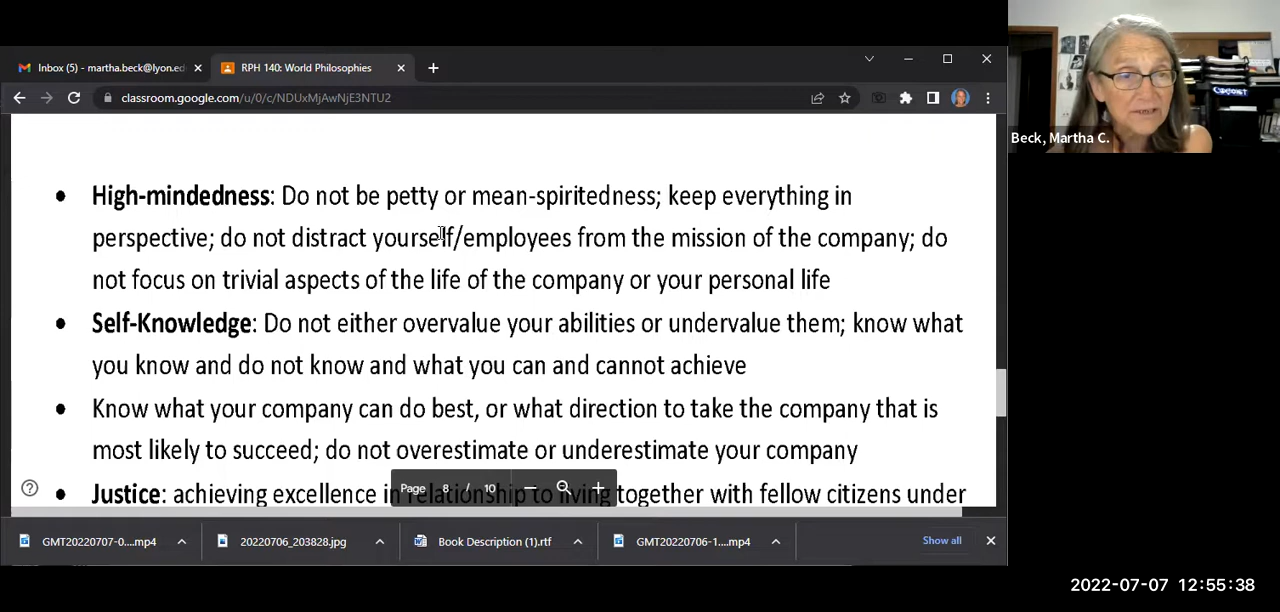 Inbox (5) - martha.beck@lyon.ed
RPH 140: World Philosophies
classroom.google.com/u/0/c/NDUxMjAwNjE3NTU2
Beck, Martha C.
• High-mindedness: Do not be petty or mean-spiritedness; keep everything in
perspective; do not distract yourself/employees from the mission of the company; do
not focus on trivial aspects of the life of the company or your personal life
• Self-Knowledge: Do not either overvalue your abilities or undervalue them; know what
you know and do not know and what you can and cannot achieve
• Know what your company can do best, or what direction to take the company that is
most likely to succeed; do not overestimate or underestimate your company
• Justice: achieving excellence in relationship to living together with fellow citizens under
Page 8 / 10
GMT20220707-0....mp4
20220706_203828.jpg
Book Description (1).rtf
GMT20220706-1....mp4
Show all
2022-07-07 12:55:38